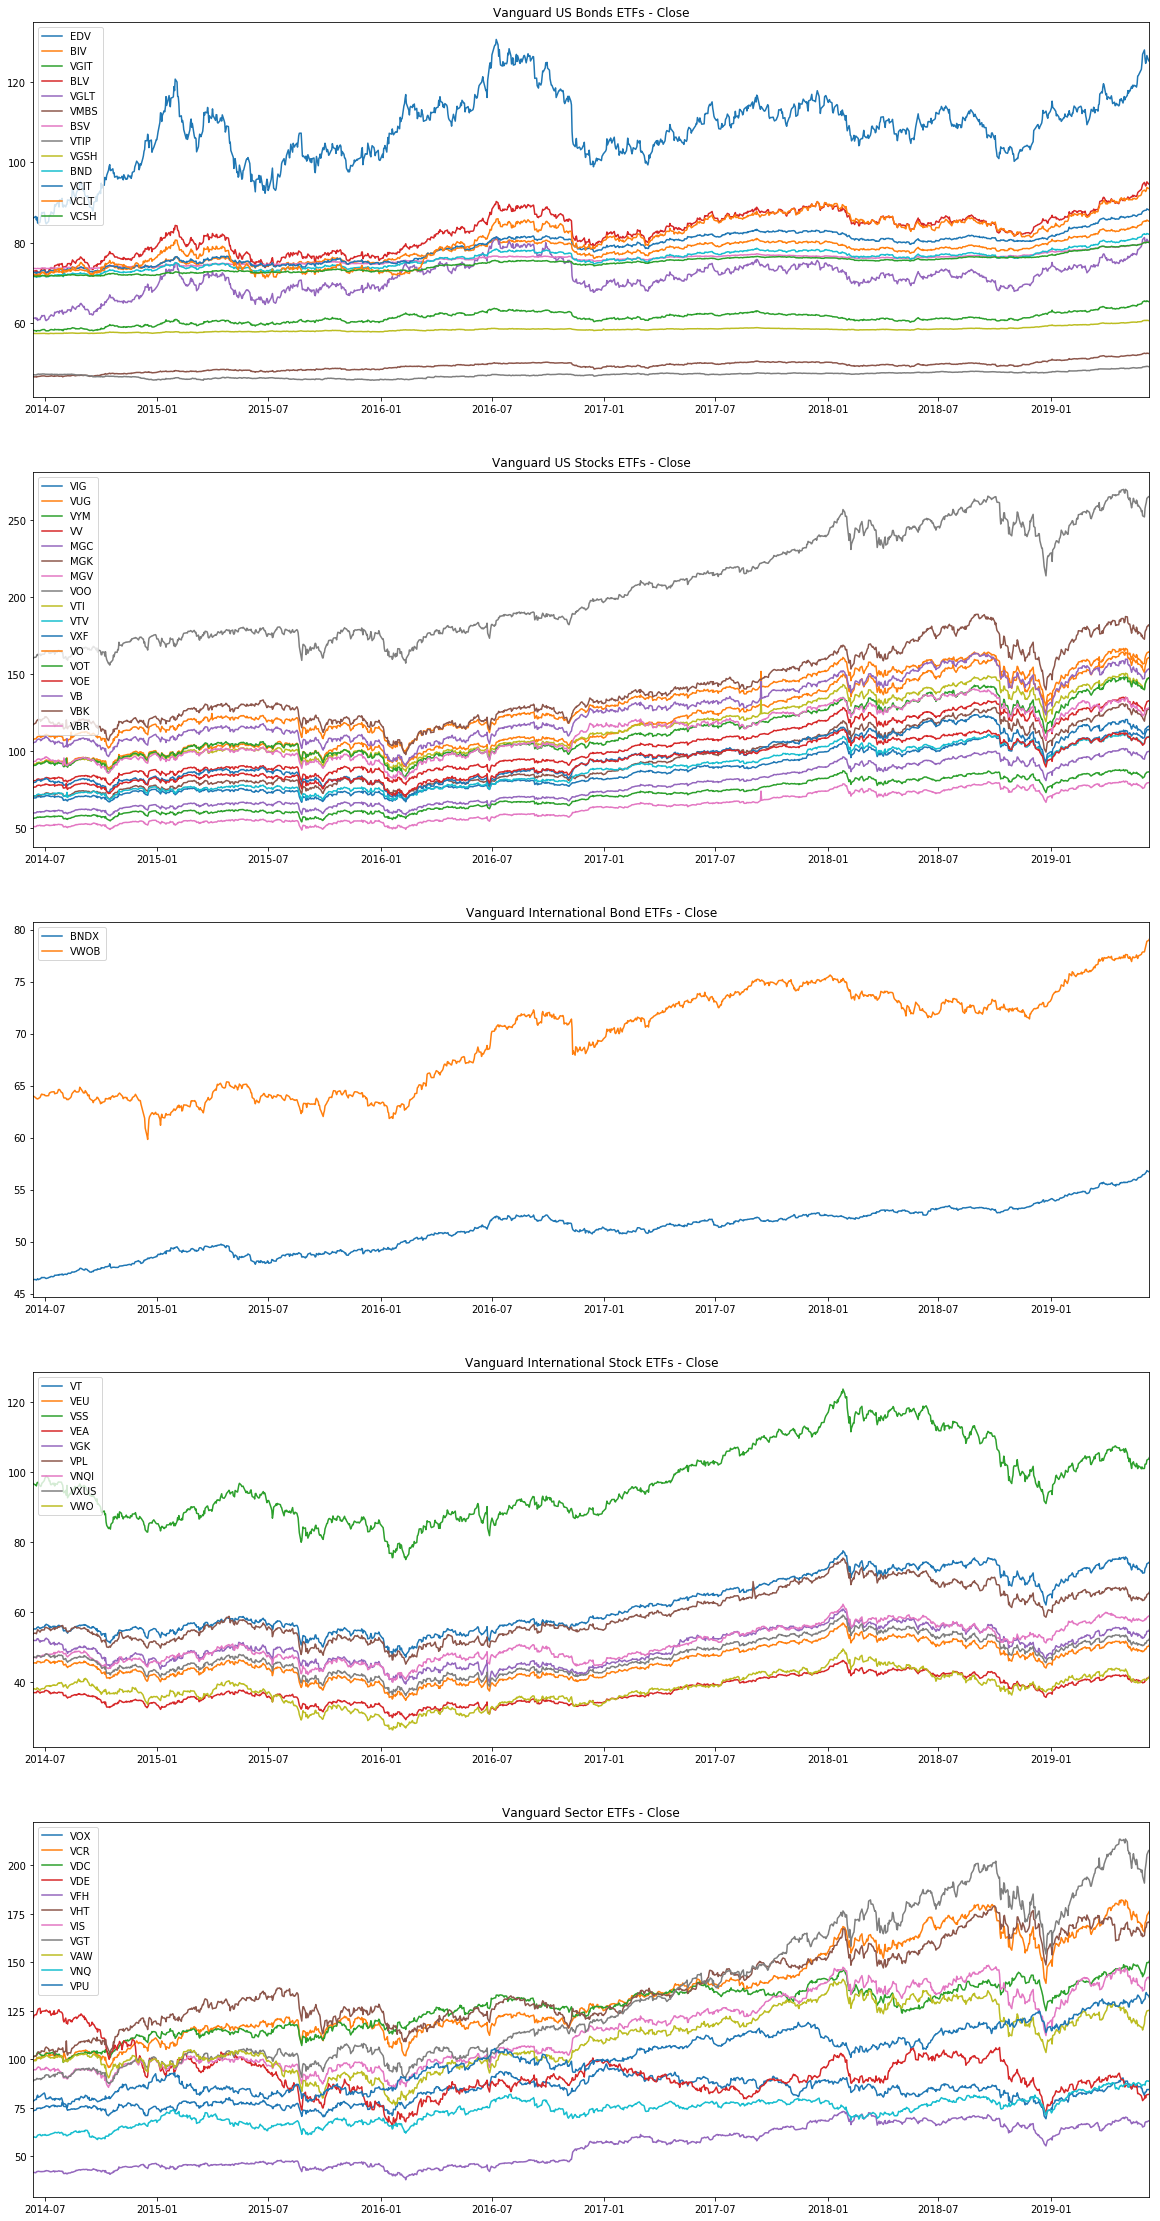 Vanguard US Bonds ETFs - Close
EDV
BIV
VGIT
BLV
VGLT
VMBS
BSV
VTIP
VGSH
BND
VCIT
VCLT
VCSH
120
100
80
60
2014-07 2015-01 2015-07 2016-01 2016-07 2017-01 2017-07 2018-01 2018-07 2019-01
Vanguard US Stocks ETFs - Close
VIG
VUG
VYM
VV
MGC
MGK
MGV
VOO
VTI
VTV
VXF
VO
VOT
VOE
VB
VBK
VBR
250
200
150
100
50
2014-07 2015-01 2015-07 2016-01 2016-07 2017-01 2017-07 2018-01 2018-07 2019-01
Vanguard International Bond ETFs - Close
BNDX
VWOB
80
75
70
65
60
55
50
45
2014-07 2015-01 2015-07 2016-01 2016-07 2017-01 2017-07 2018-01 2018-07 2019-01
Vanguard International Stock ETFs - Close
VT
VEU
VSS
VEA
VGK
VPL
VNQI
VXUS
VWO
120
100
80
60
40
2014-07 2015-01 2015-07 2016-01 2016-07 2017-01 2017-07 2018-01 2018-07 2019-01
Vanguard Sector ETFs - Close
VOX
VCR
VDC
VDE
VFH
VHT
VIS
VGT
VAW
VNQ
VPU
200
175
150
125
100
75
50
2014-07 2015-01 2015-07 2016-01 2016-07 2017-01 2017-07 2018-01 2018-07 2019-01